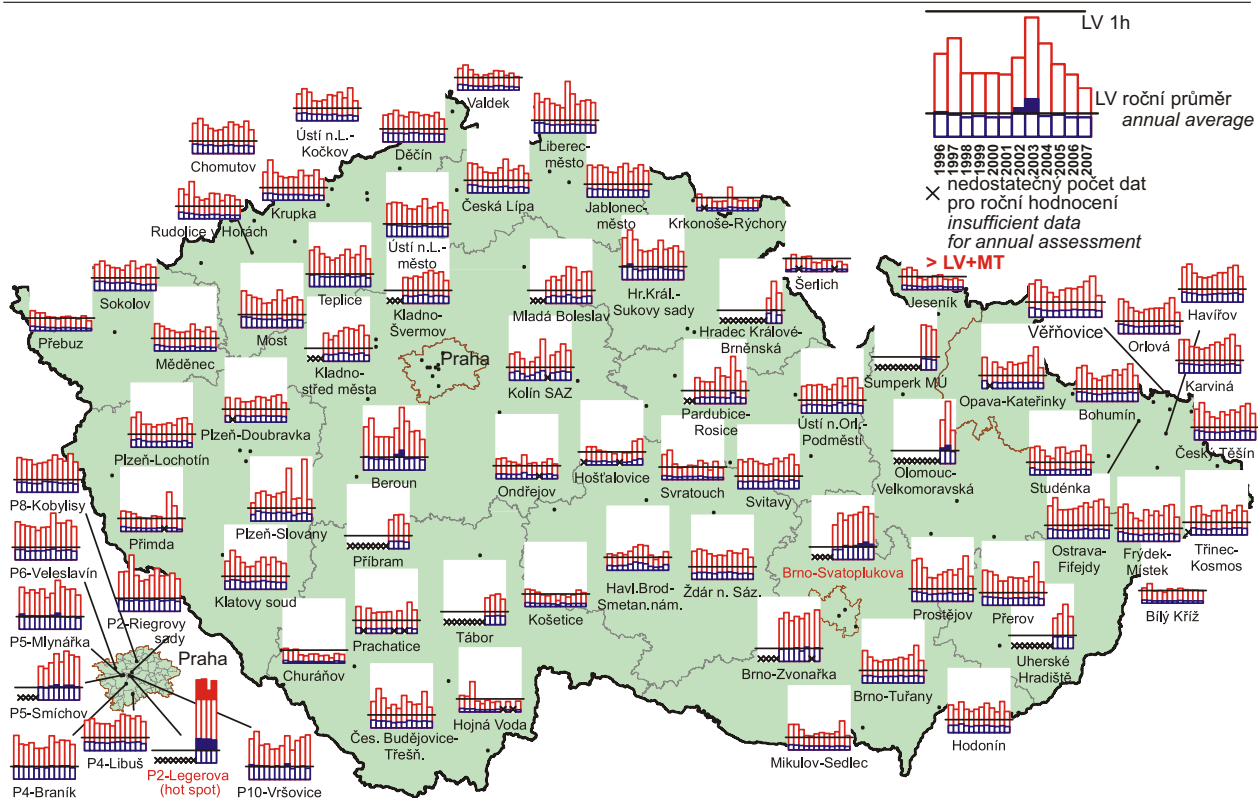 LV 1h
LV roční průměr
annual average
1996
1997
1998
1999
2000
2001
2002
2003
2004
2005
2006
2007
× nedostatečný počet dat
pro roční hodnocení
insufficient data
for annual assessment
> LV+MT
Valdek
Ústí n.L.-
Kočkov
Děčín
Liberec-
město
Chomutov
Krupka
Česká Lípa
Jablonec-
město
Krkonoše-Rýchory
Rudolice v Horách
Ústí n.L.-
město
Šerlich
Jeseník
Sokolov
Teplice
Kladno-
Švermov
Mladá Boleslav
Hr.Král.-
Sukovy sady
Hradec Králové-
Brněnská
Věřňovice
Orlová
Havířov
Přebuz
Měděnec
Most
Kladno-
střed města
Praha
Kolín SAZ
Šumperk MÚ
Opava-Kateřinky
Bohumín
Karviná
Plzeň-Doubravka
Pardubice-
Rosice
Ústí n.Orl.-
Podměstí
Plzeň-Lochotín
Beroun
Ondřejov
Hošťalovice
Svratouch
Svitavy
Olomouc-
Velkomoravská
Studénka
Český Těšín
P8-Kobylisy
Přimda
Plzeň-Slovany
Příbram
Brno-Svatoplukova
Ostrava-
Fifejdy
Frýdek-
Místek
Třinec-
Kosmos
P6-Veleslavín
P2-Riegrovy
sady
Klatovy soud
Havl.Brod-
Smetan.nám.
Ždár n. Sáz.
Prostějov
Přerov
Bílý Kříž
P5-Mlynářka
Praha
Churáňov
Prachatice
Tábor
Košetice
Brno-Zvonařka
Brno-Tuřany
Uherské
Hradiště
P5-Smíchov
P4-Libuš
Čes. Budějovice-
Třešň.
Hojná Voda
Mikulov-Sedlec
Hodonín
P4-Braník
P2-Legerova
(hot spot)
P10-Vršovice